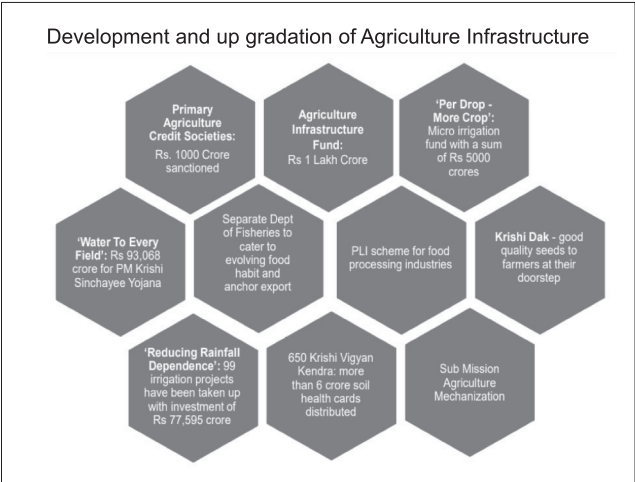 Development and up gradation of Agriculture Infrastructure
Primary
Agriculture
Credit Societies:
Rs. 1000 Crore
sanctioned
Agriculture
Infrastructure
Fund:
Rs 1 Lakh Crore
‘Per Drop -
More Crop’:
Micro irrigation
fund with a sum
of Rs 5000
crores
‘Water To Every
Field’: Rs 93,068
crore for PM Krishi
Sinchayee Yojana
Separate Dept
of Fisheries to
cater to
evolving food
habit and
anchor export
PLI scheme for food
processing industries
Krishi Dak - good
quality seeds to
farmers at their
doorstep
‘Reducing Rainfall
Dependence’: 99
irrigation projects
have been taken up
with investment of
Rs 77,595 crore
650 Krishi Vigyan
Kendra: more
than 6 crore soil
health cards
distributed
Sub Mission
Agriculture
Mechanization